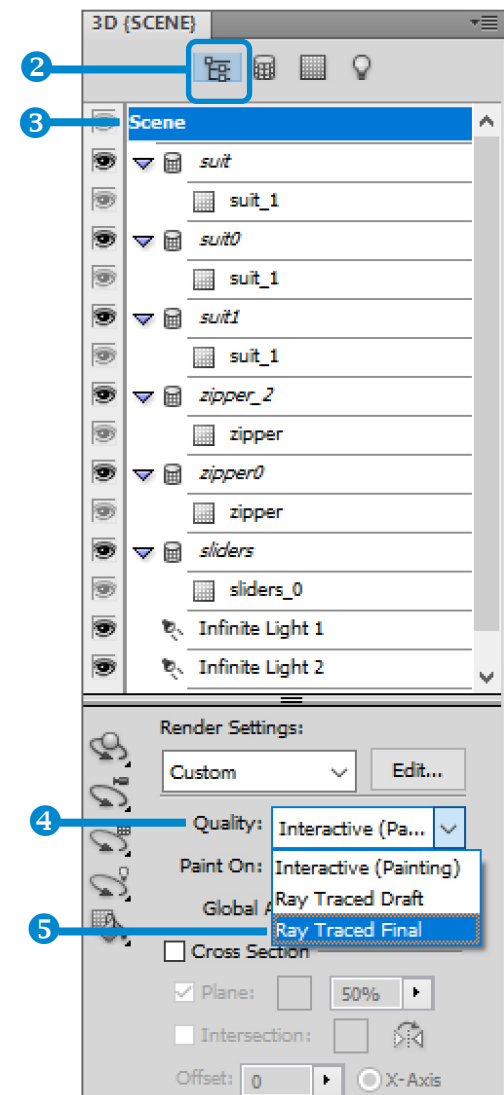 3D {SCENE}
2
3 Scene
suit
suit_1
suit0
suit_1
suit1
suit_1
zipper_2
zipper
zipper0
zipper
sliders
sliders_0
Infinite Light 1
Infinite Light 2
Render Settings:
Custom Edit...
4 Quality: Interactive (Pa...
Paint On: Interactive (Painting)
Global A Ray Traced Draft
5 Ray Traced Final
Cross Section
Plane: 50%
Intersection:
Offset: 0 X-Axis